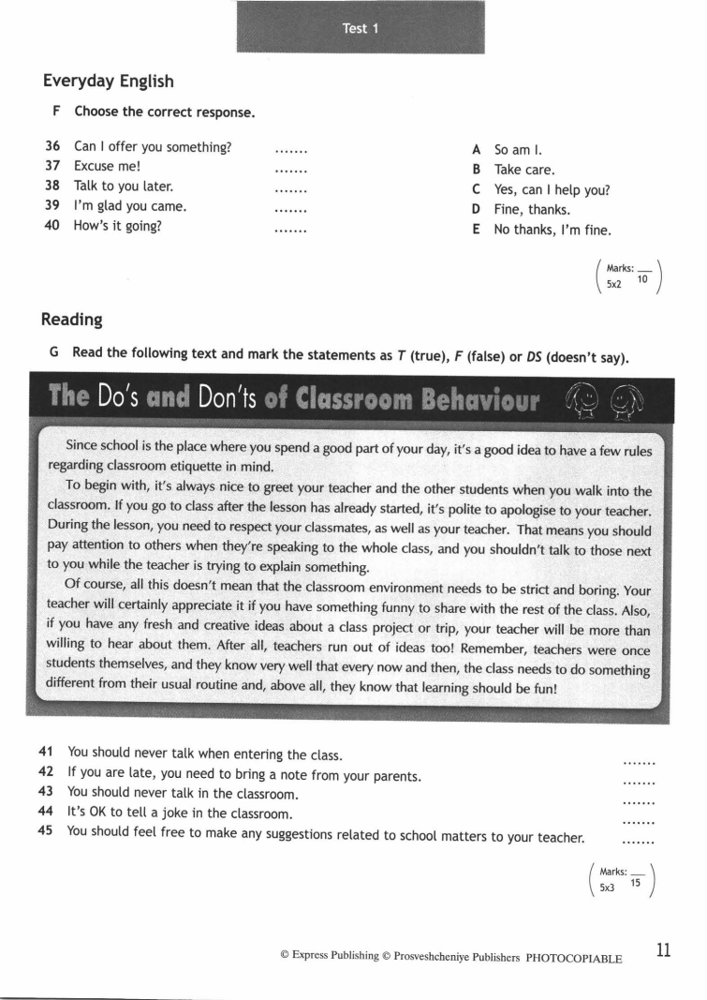 Test 1
Everyday English
F Choose the correct response.
36 Can I offer you something? ....... A So am I.
37 Excuse me! ....... B Take care.
38 Talk to you later. ....... C Yes, can I help you?
39 I'm glad you came. ....... D Fine, thanks.
40 How's it going? ....... E No thanks, I'm fine.
Marks: __
5x2 10
Reading
G Read the following text and mark the statements as T (true), F (false) or DS (doesn't say).
The Do's and Don'ts of Classroom Behaviour
Since school is the place where you spend a good part of your day, it's a good idea to have a few rules
regarding classroom etiquette in mind.
To begin with, it's always nice to greet your teacher and the other students when you walk into the
classroom. If you go to class after the lesson has already started, it's polite to apologise to your teacher.
During the lesson, you need to respect your classmates, as well as your teacher. That means you should
pay attention to others when they're speaking to the whole class, and you shouldn't talk to those next
to you while the teacher is trying to explain something.
Of course, all this doesn't mean that the classroom environment needs to be strict and boring. Your
teacher will certainly appreciate it if you have something funny to share with the rest of the class. Also,
if you have any fresh and creative ideas about a class project or trip, your teacher will be more than
willing to hear about them. After all, teachers run out of ideas too! Remember, teachers were once
students themselves, and they know very well that every now and then, the class needs to do something
different from their usual routine and, above all, they know that learning should be fun!
41 You should never talk when entering the class. .......
42 If you are late, you need to bring a note from your parents. .......
43 You should never talk in the classroom. .......
44 It's OK to tell a joke in the classroom. .......
45 You should feel free to make any suggestions related to school matters to your teacher. .......
Marks: __
5x3 15
© Express Publishing © Prosveshcheniye Publishers PHOTOCOPIABLE 11